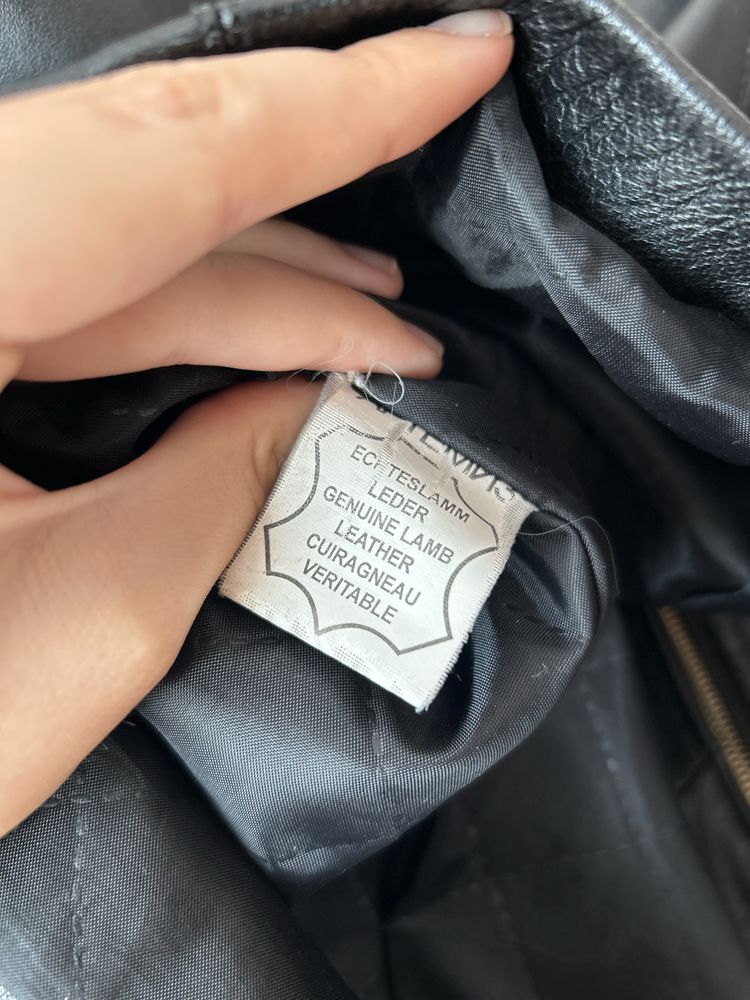 ECHTESLAMM
LEDER
GENUINE LAMB
LEATHER
CUIRAGNEAU
VERITABLE